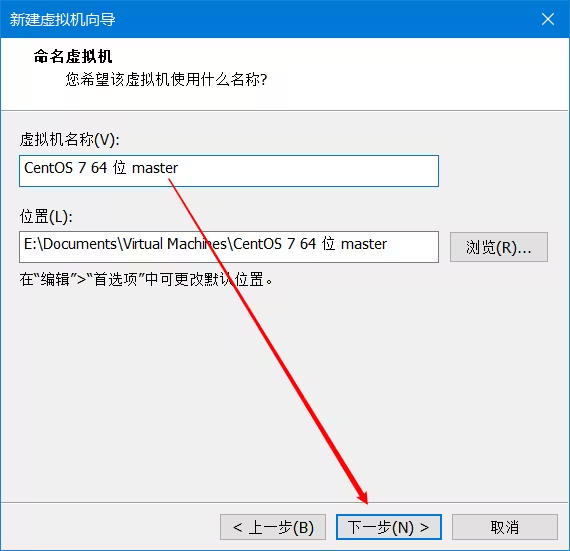 新建虚拟机向导
命名虚拟机
您希望该虚拟机使用什么名称?
虚拟机名称(V):
CentOS 7 64 位 master
位置(L):
E:\Documents\Virtual Machines\CentOS 7 64 位 master
浏览(R)...
在“编辑”>“首选项”中可更改默认位置。
< 上一步(B)
下一步(N) >
取消